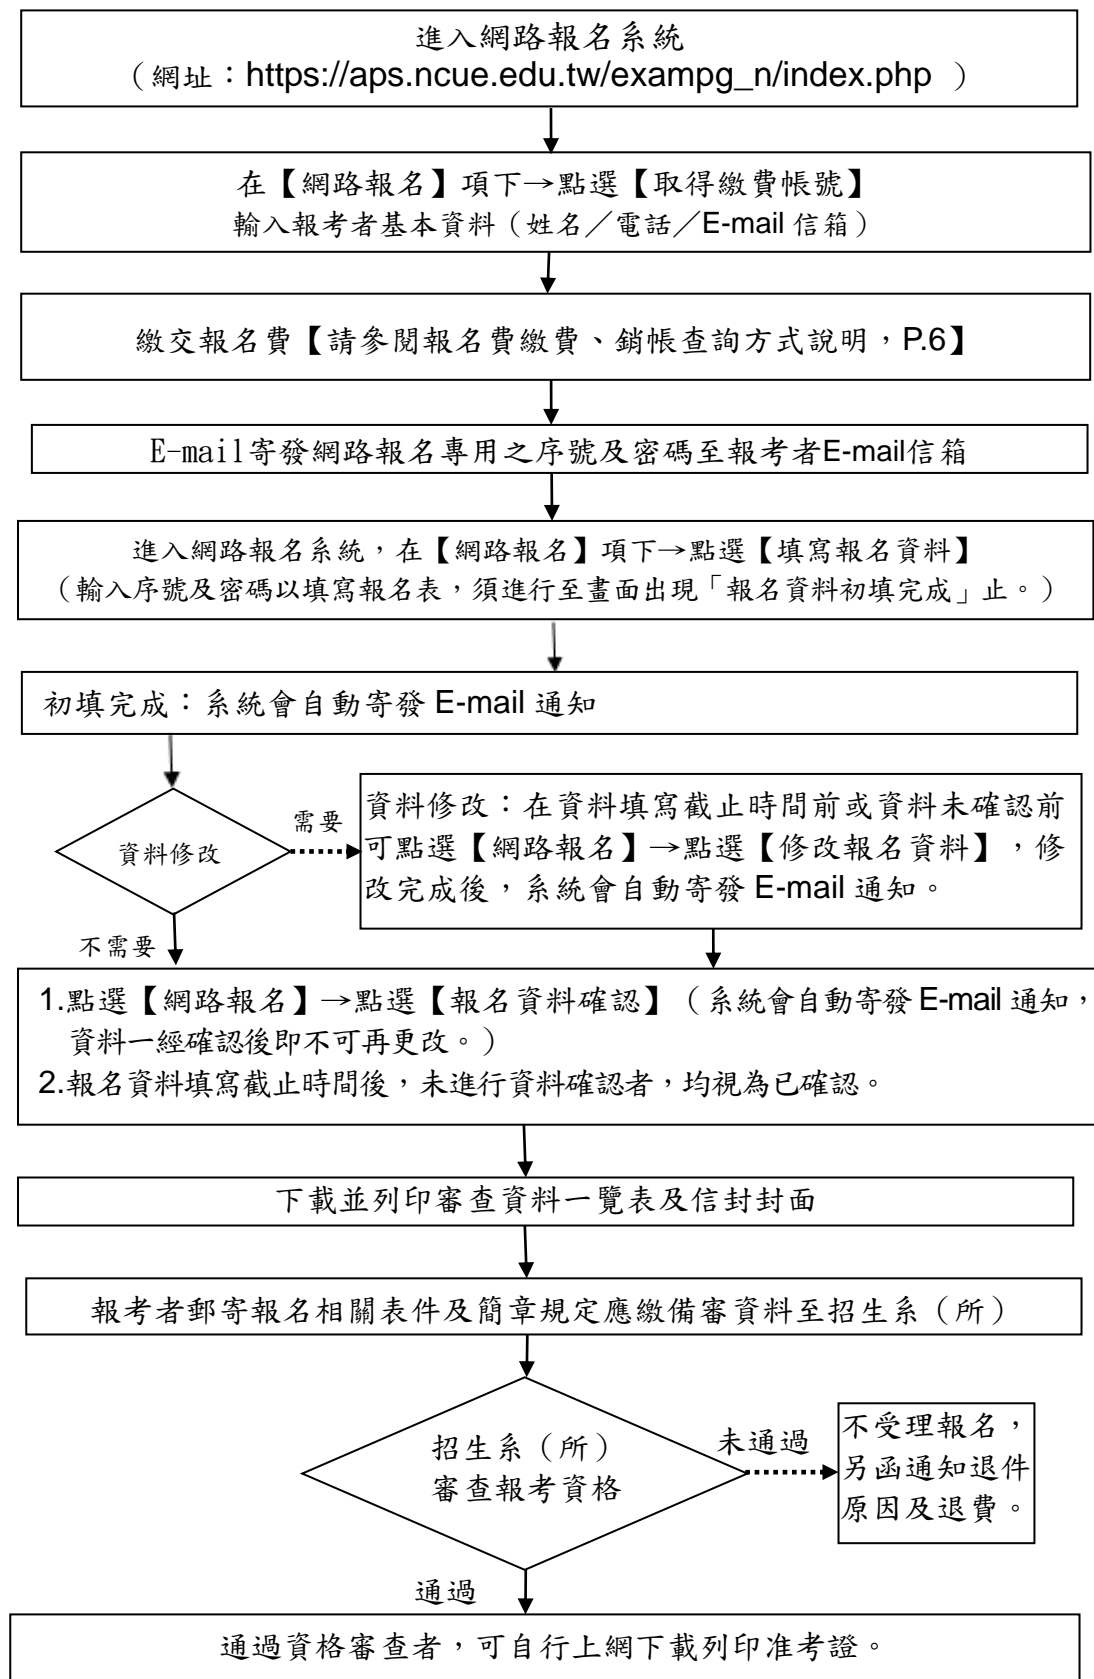 進入網路報名系統
（網址：https://aps.ncue.edu.tw/exampg_n/index.php ）
在【網路報名】項下→點選【取得繳費帳號】
輸入報考者基本資料（姓名／電話／E-mail 信箱）
繳交報名費【請參閱報名費繳費、銷帳查詢方式說明，P.6】
E-mail寄發網路報名專用之序號及密碼至報考者E-mail信箱
進入網路報名系統，在【網路報名】項下→點選【填寫報名資料】
（輸入序號及密碼以填寫報名表，須進行至畫面出現「報名資料初填完成」止。）
初填完成：系統會自動寄發 E-mail 通知
資料修改
需要
資料修改：在資料填寫截止時間前或資料未確認前
可點選【網路報名】→點選【修改報名資料】，修
改完成後，系統會自動寄發 E-mail 通知。
不需要
1.點選【網路報名】→點選【報名資料確認】（系統會自動寄發 E-mail 通知，
資料一經確認後即不可再更改。）
2.報名資料填寫截止時間後，未進行資料確認者，均視為已確認。
下載並列印審查資料一覽表及信封封面
報考者郵寄報名相關表件及簡章規定應繳備審資料至招生系（所）
招生系（所）
審查報考資格
未通過
不受理報名，
另函通知退件
原因及退費。
通過
通過資格審查者，可自行上網下載列印准考證。